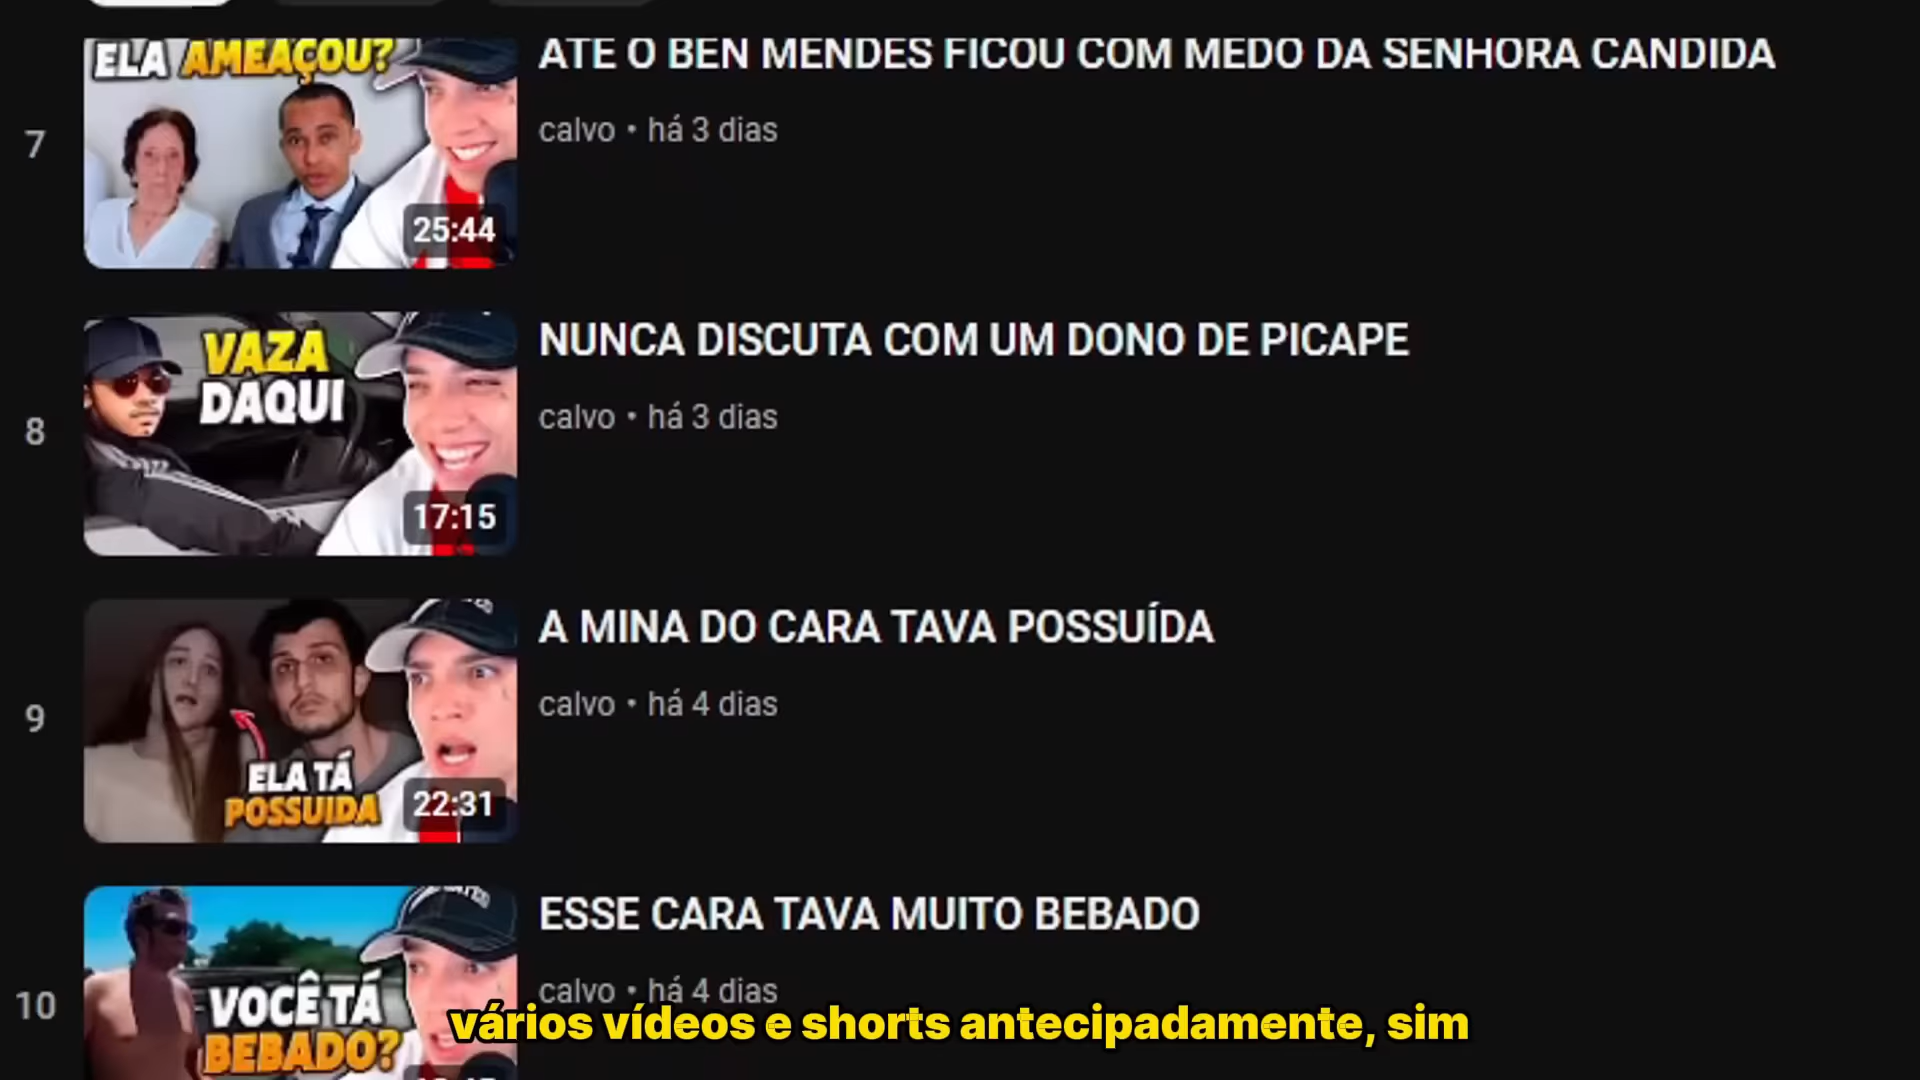 ELA AMEAÇOU?
25:44
7
ATE O BEN MENDES FICOU COM MEDO DA SENHORA CANDIDA
calvo • há 3 dias
VAZA
DAQUI
17:15
8
NUNCA DISCUTA COM UM DONO DE PICAPE
calvo • há 3 dias
ELA TÁ
POSSUIDA
22:31
9
A MINA DO CARA TAVA POSSUÍDA
calvo • há 4 dias
VOCÊ TÁ
BEBADO?
10
ESSE CARA TAVA MUITO BEBADO
calvo • há 4 dias
vários vídeos e shorts antecipadamente, sim